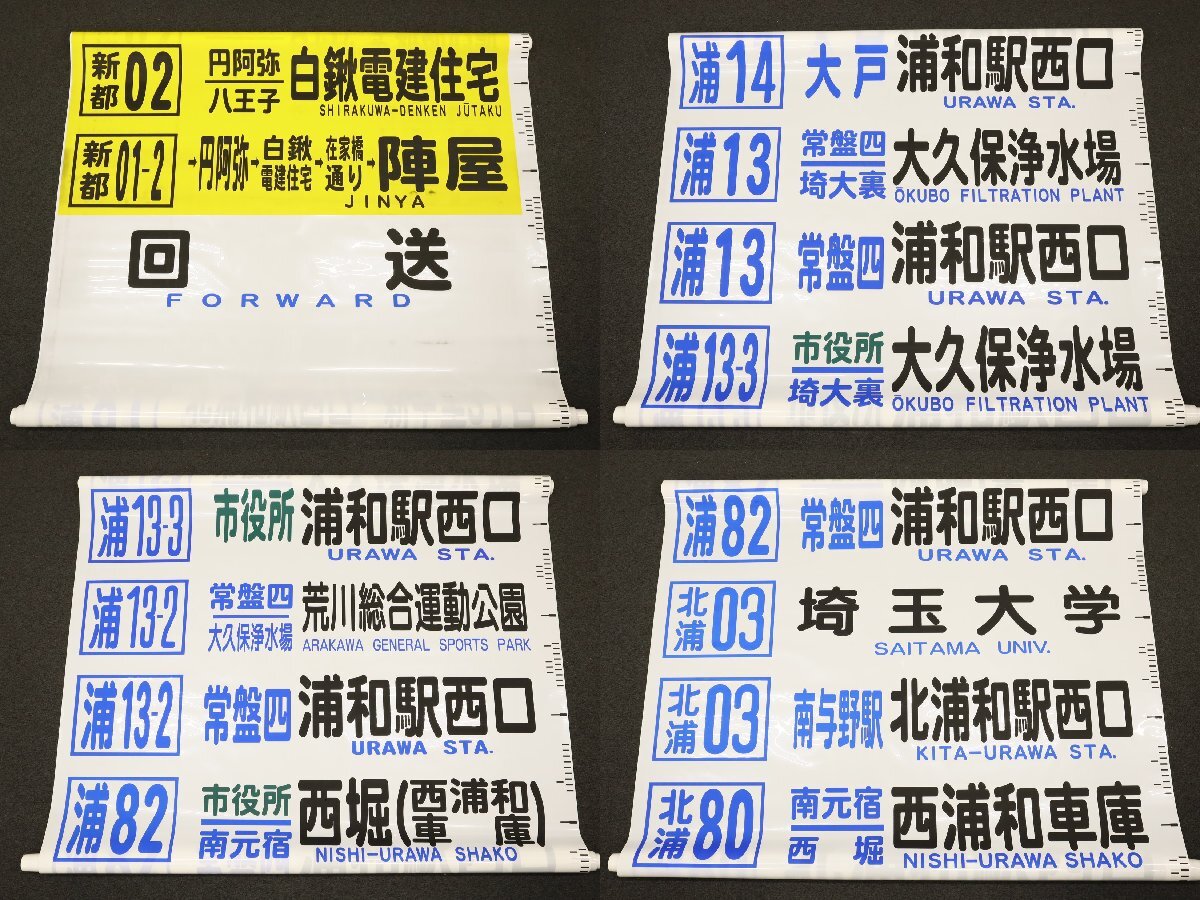 新都02 円阿弥 八王子 白鍬電建住宅
SHIRAKUWA-DENKEN JŪTAKU
新都01-2 →円阿弥→白鍬電建住宅→在家橋通り→陣屋
JINYA
回送
FORWARD
浦14 大戸 浦和駅西口
URAWA STA.
浦13 常盤四 埼大裏 大久保浄水場
ŌKUBO FILTRATION PLANT
浦13 常盤四 浦和駅西口
URAWA STA.
浦13-3 市役所 埼大裏 大久保浄水場
ŌKUBO FILTRATION PLANT
浦13-3 市役所 浦和駅西口
URAWA STA.
浦13-2 常盤四 大久保浄水場 荒川総合運動公園
ARAKAWA GENERAL SPORTS PARK
浦13-2 常盤四 浦和駅西口
URAWA STA.
浦82 市役所 南元宿 西堀(西浦和車庫)
NISHI-URAWA SHAKO
浦82 常盤四 浦和駅西口
URAWA STA.
北浦03 埼玉大学
SAITAMA UNIV.
北浦03 南与野駅 北浦和駅西口
KITA-URAWA STA.
北浦80 南元宿 西堀 西浦和車庫
NISHI-URAWA SHAKO